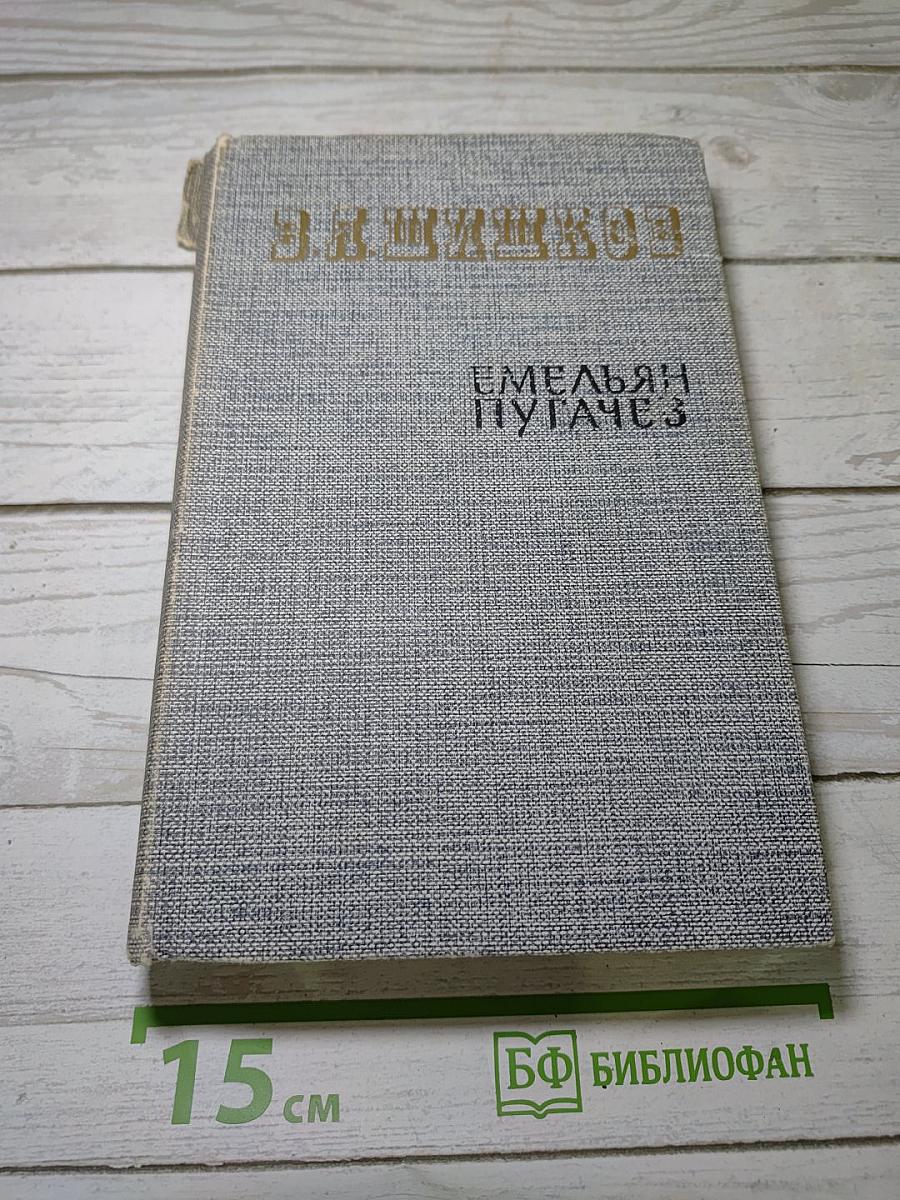 В.Я. ШИШКОВ
ЕМЕЛЬЯН
ПУГАЧЕВ
15 см
БФ БИБЛИОФАН